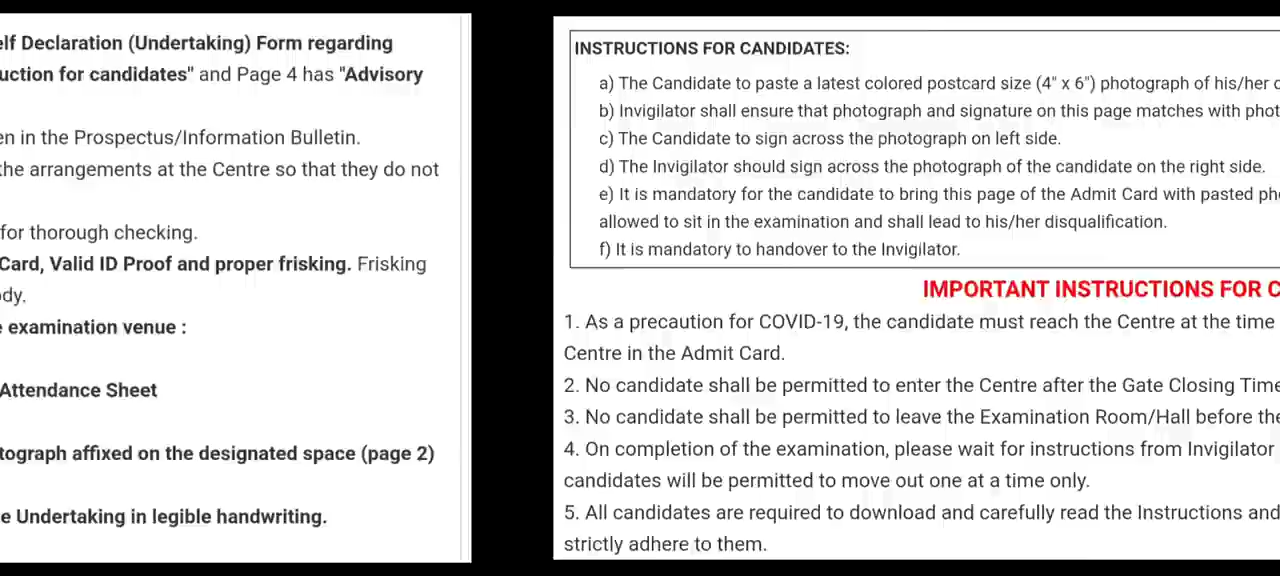 elf Declaration (Undertaking) Form regarding
uction for candidates" and Page 4 has "Advisory
en in the Prospectus/Information Bulletin.
the arrangements at the Centre so that they do not
for thorough checking.
Card, Valid ID Proof and proper frisking. Frisking
ody.
e examination venue :
Attendance Sheet
tograph affixed on the designated space (page 2)
e Undertaking in legible handwriting.
INSTRUCTIONS FOR CANDIDATES:
a) The Candidate to paste a latest colored postcard size (4" x 6") photograph of his/her
b) Invigilator shall ensure that photograph and signature on this page matches with phot
c) The Candidate to sign across the photograph on left side.
d) The Invigilator should sign across the photograph of the candidate on the right side.
e) It is mandatory for the candidate to bring this page of the Admit Card with pasted ph
allowed to sit in the examination and shall lead to his/her disqualification.
f) It is mandatory to handover to the Invigilator.
IMPORTANT INSTRUCTIONS FOR C
1. As a precaution for COVID-19, the candidate must reach the Centre at the time
Centre in the Admit Card.
2. No candidate shall be permitted to enter the Centre after the Gate Closing Time
3. No candidate shall be permitted to leave the Examination Room/Hall before the
4. On completion of the examination, please wait for instructions from Invigilator
candidates will be permitted to move out one at a time only.
5. All candidates are required to download and carefully read the Instructions and
strictly adhere to them.